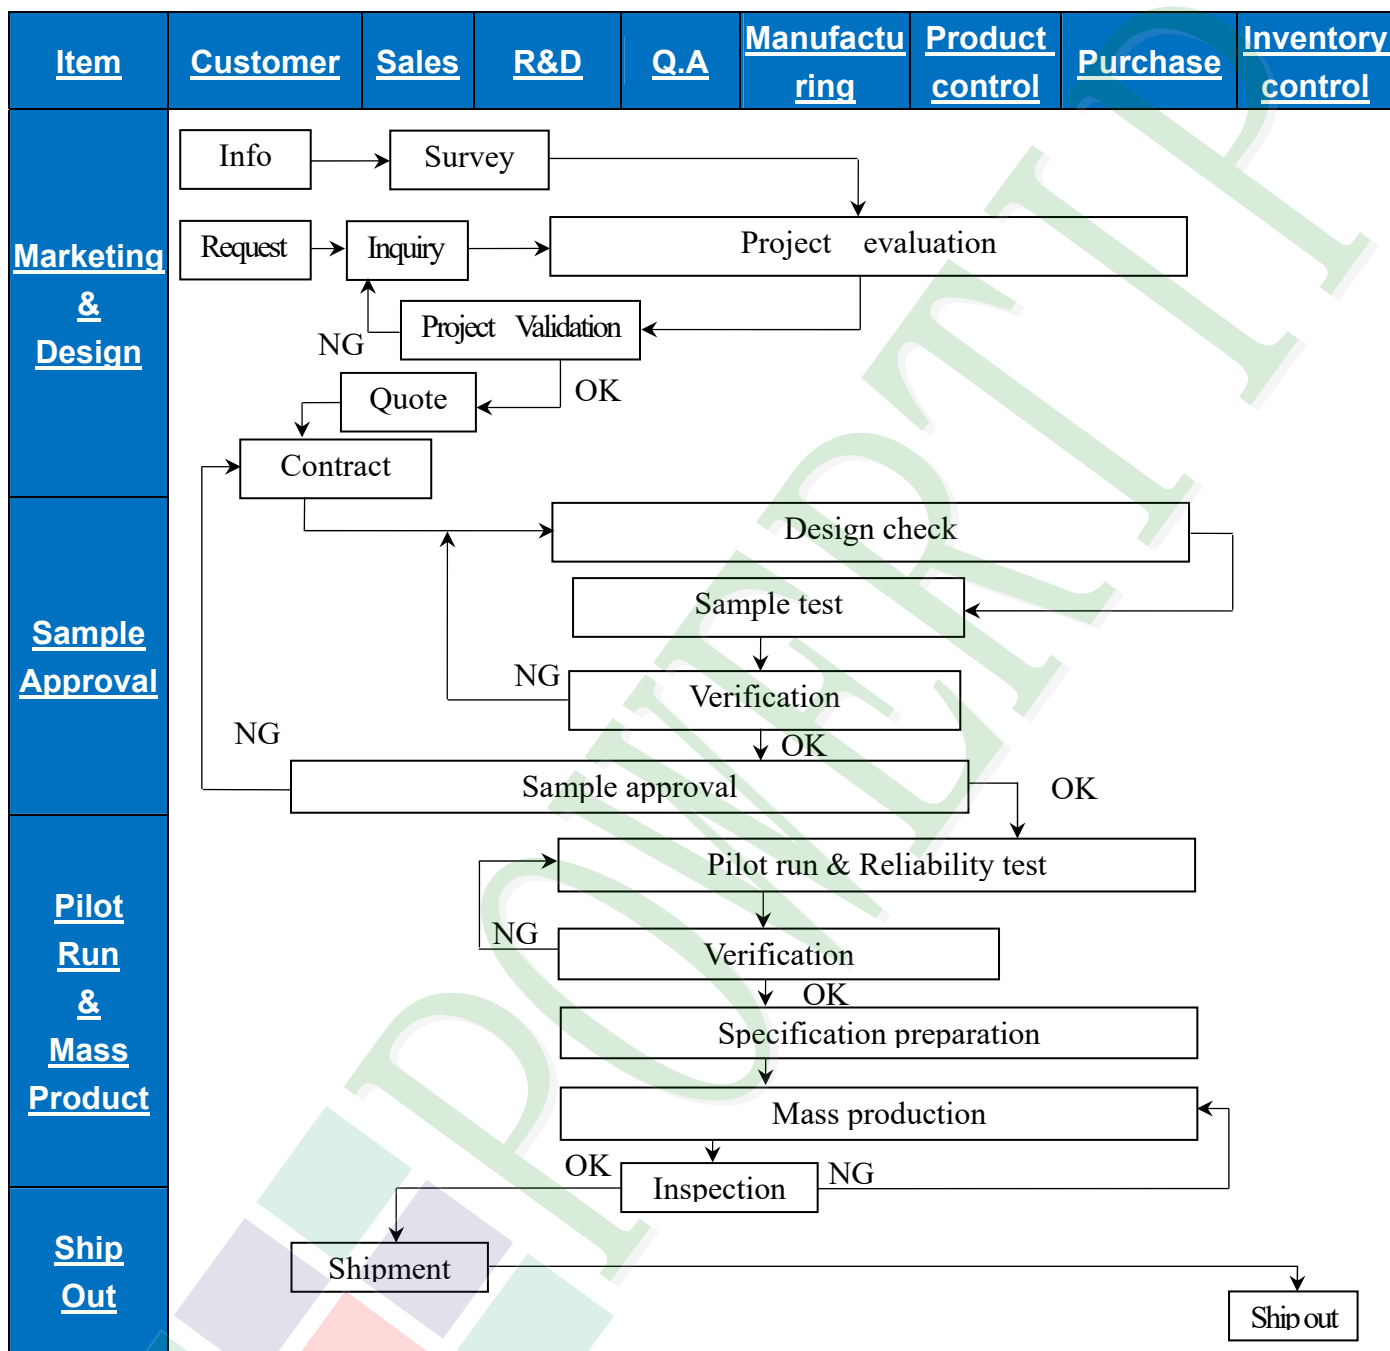 Item
Customer
Sales
R&D
Q.A
Manufactu
ring
Product
control
Purchase
Inventory
control
Marketing
&
Design
Info
Survey
Request
Inquiry
Project evaluation
Project Validation
NG
OK
Quote
Contract
Sample
Approval
Design check
Sample test
NG
Verification
OK
NG
Sample approval
OK
Pilot
Run
&
Mass
Product
Pilot run & Reliability test
NG
Verification
OK
Specification preparation
Mass production
OK
Inspection
NG
Ship
Out
Shipment
Ship out
POWERTIP